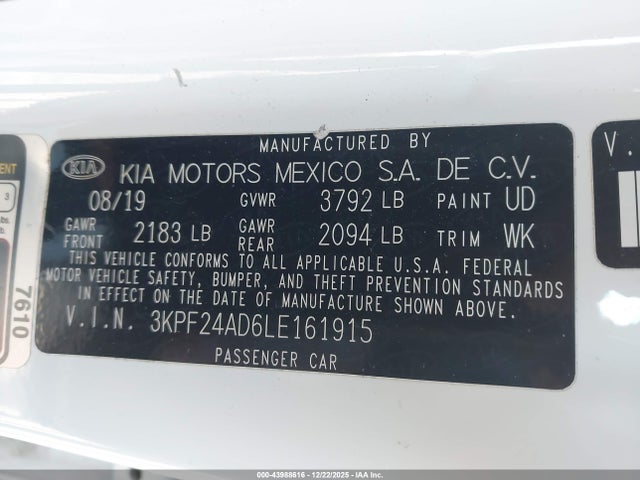 MANUFACTURED BY
KIA KIA MOTORS MEXICO S.A. DE C.V.
08/19 GVWR 3792 LB PAINT UD
GAWR FRONT 2183 LB GAWR REAR 2094 LB TRIM WK
THIS VEHICLE CONFORMS TO ALL APPLICABLE U.S.A. FEDERAL
MOTOR VEHICLE SAFETY, BUMPER, AND THEFT PREVENTION STANDARDS
IN EFFECT ON THE DATE OF MANUFACTURE SHOWN ABOVE.
V.I.N. 3KPF24AD6LE161915
PASSENGER CAR
7610
3
V.
000-43988616 - 12/22/2025 - IAAI.com